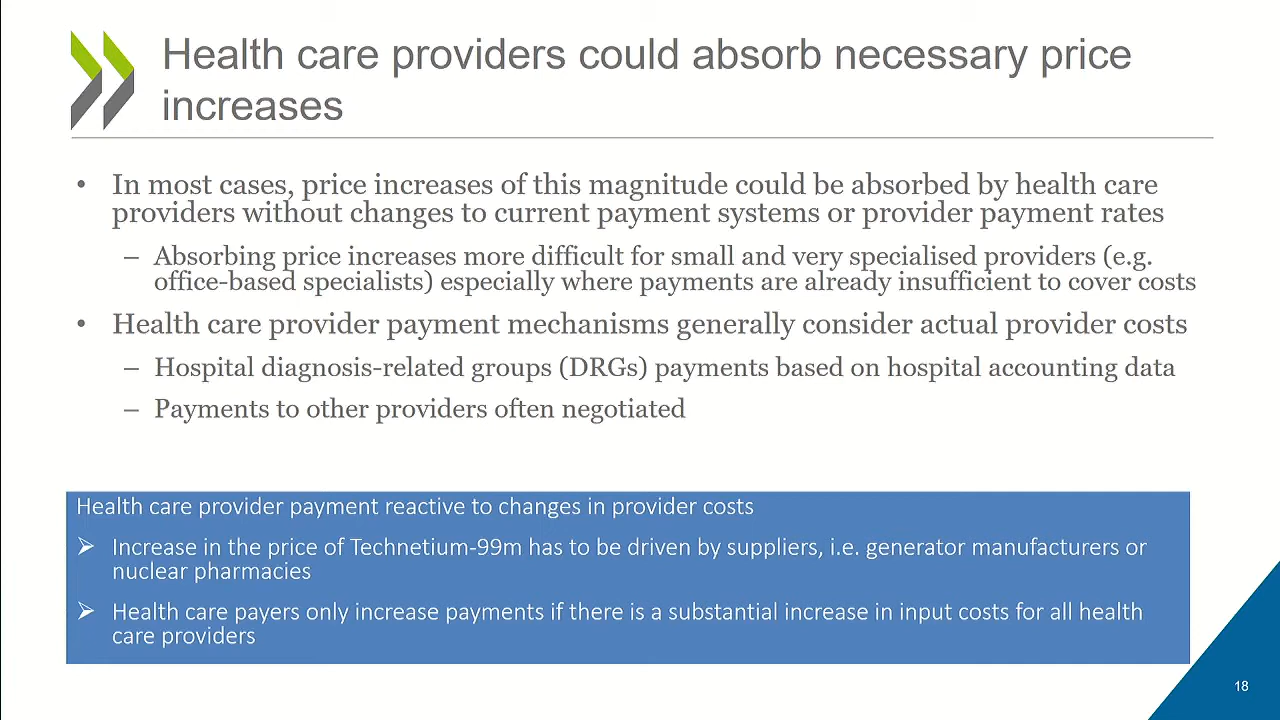 Health care providers could absorb necessary price
increases
• In most cases, price increases of this magnitude could be absorbed by health care
providers without changes to current payment systems or provider payment rates
– Absorbing price increases more difficult for small and very specialised providers (e.g.
office-based specialists) especially where payments are already insufficient to cover costs
• Health care provider payment mechanisms generally consider actual provider costs
– Hospital diagnosis-related groups (DRGs) payments based on hospital accounting data
– Payments to other providers often negotiated
Health care provider payment reactive to changes in provider costs
➢ Increase in the price of Technetium-99m has to be driven by suppliers, i.e. generator manufacturers or
nuclear pharmacies
➢ Health care payers only increase payments if there is a substantial increase in input costs for all health
care providers
18